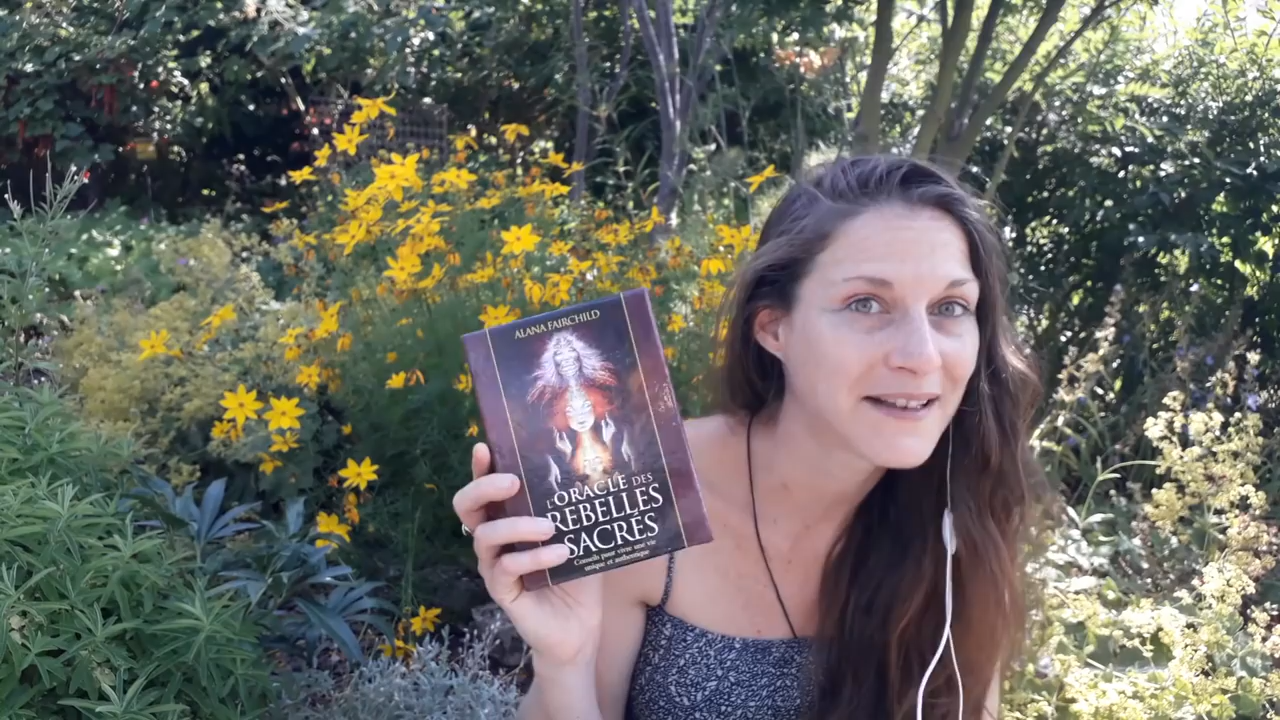 ALANA FAIRCHILD
L'ORACLE DES
REBELLES
SACRÉS
Conseils pour vivre une vie
unique et authentique